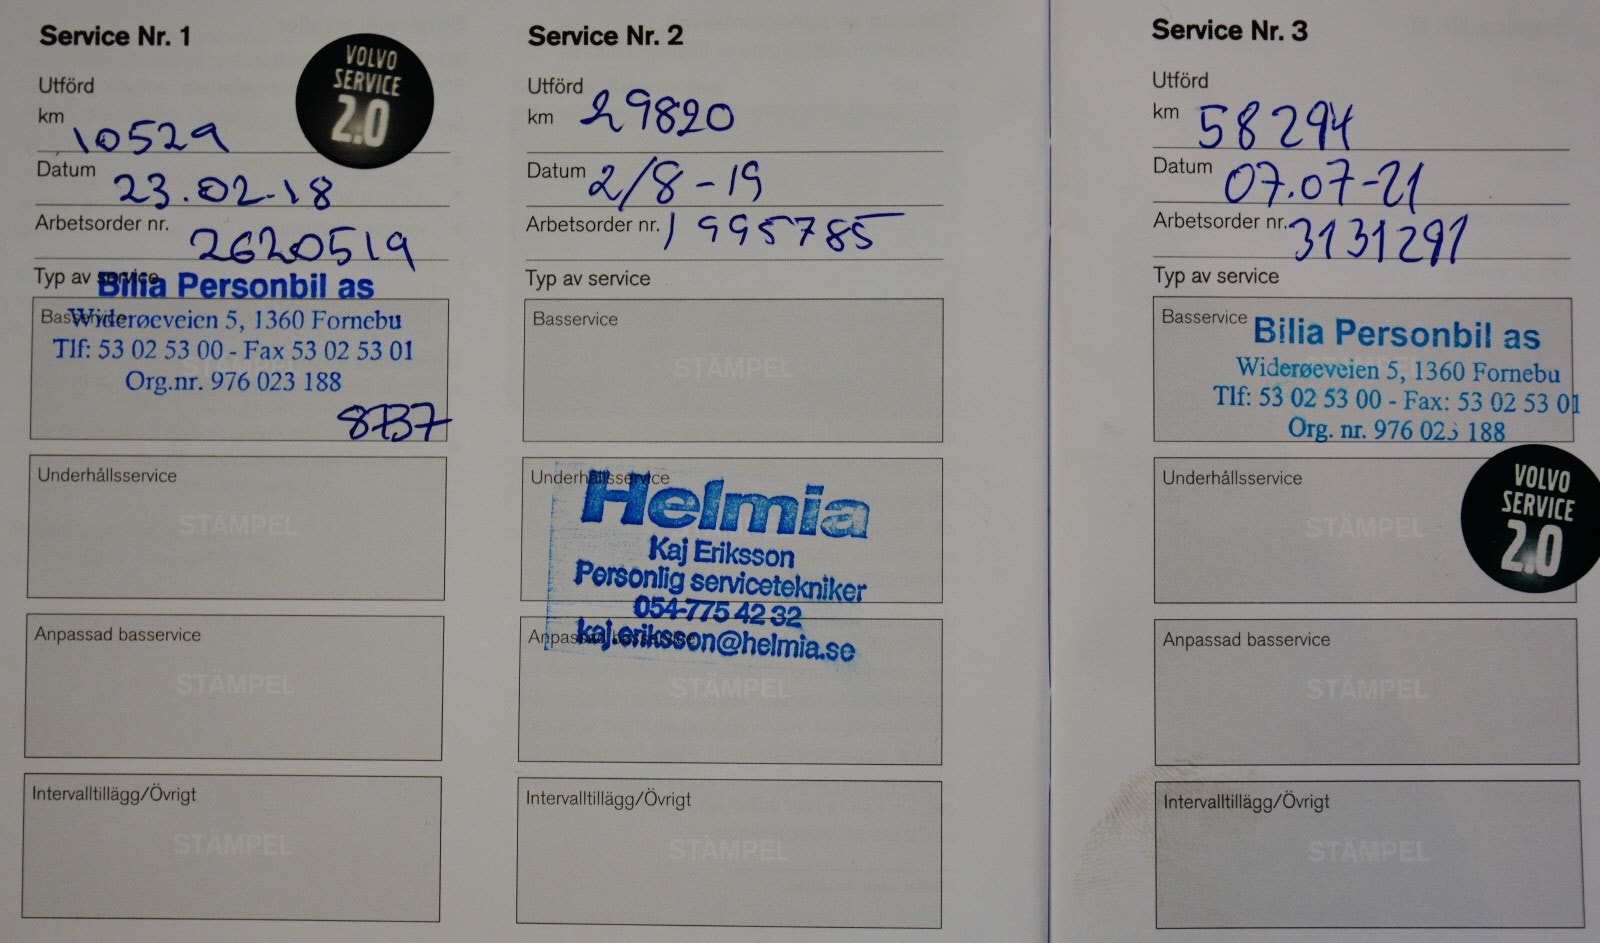 Service Nr. 1
VOLVO
SERVICE
2.0
Utförd
km 10529
Datum 23.02-18
Arbetsorder nr. 2620519
Typ av service
Bilia Personbil as
Basservice
Widerøeveien 5, 1360 Fornebu
Tlf: 53 02 53 00 - Fax 53 02 53 01
Org.nr. 976 023 188
Underhållsservice
STÄMPEL
Anpassad basservice
STÄMPEL
Intervalltillägg/Övrigt
STÄMPEL
Service Nr. 2
Utförd
km 29820
Datum 2/8-19
Arbetsorder nr. 1995785
Typ av service
Basservice
STÄMPEL
Underhållsservice
Helmia
Kaj Eriksson
Personlig servicetekniker
054-775 42 32
Anpassad basservice
kaj.eriksson@helmia.se
STÄMPEL
Intervalltillägg/Övrigt
STÄMPEL
Service Nr. 3
Utförd
km 58294
Datum 07.07-21
Arbetsorder nr. 3131291
Typ av service
Basservice
Bilia Personbil as
Widerøeveien 5, 1360 Fornebu
Tlf: 53 02 53 00 - Fax: 53 02 53 01
Org. nr. 976 023 188
Underhållsservice
STÄMPEL
VOLVO
SERVICE
2.0
Anpassad basservice
STÄMPEL
Intervalltillägg/Övrigt
STÄMPEL